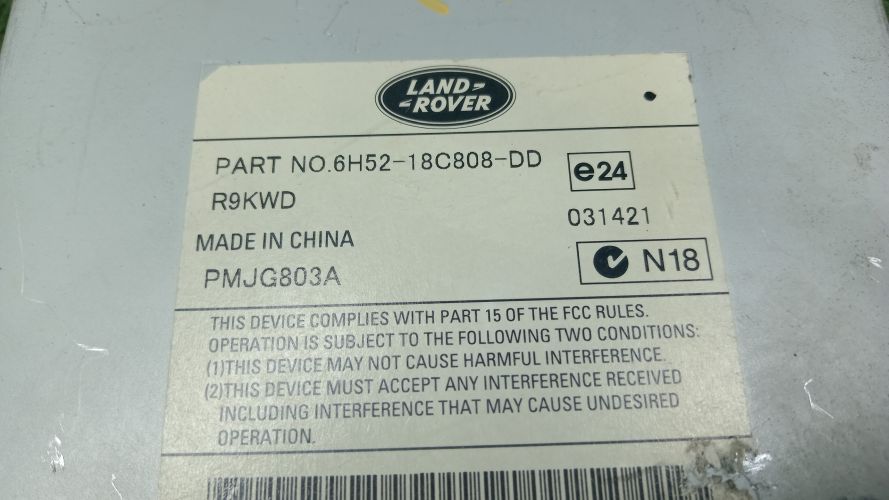 LAND-
-ROVER
PART NO.6H52-18C808-DD
e24
R9KWD
031421
MADE IN CHINA
N18
PMJG803A
THIS DEVICE COMPLIES WITH PART 15 OF THE FCC RULES.
OPERATION IS SUBJECT TO THE FOLLOWING TWO CONDITIONS:
(1)THIS DEVICE MAY NOT CAUSE HARMFUL INTERFERENCE.
(2)THIS DEVICE MUST ACCEPT ANY INTERFERENCE RECEIVED
INCLUDING INTERFERENCE THAT MAY CAUSE UNDESIRED
OPERATION.